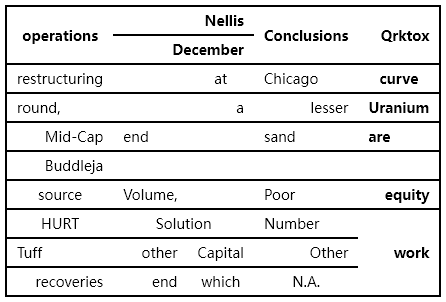 operations Nellis Conclusions Qrktox
December
restructuring at Chicago curve
round, a lesser Uranium
Mid-Cap end sand are
Buddleja
source Volume, Poor equity
HURT Solution Number work
Tuff other Capital Other
recoveries end which N.A.